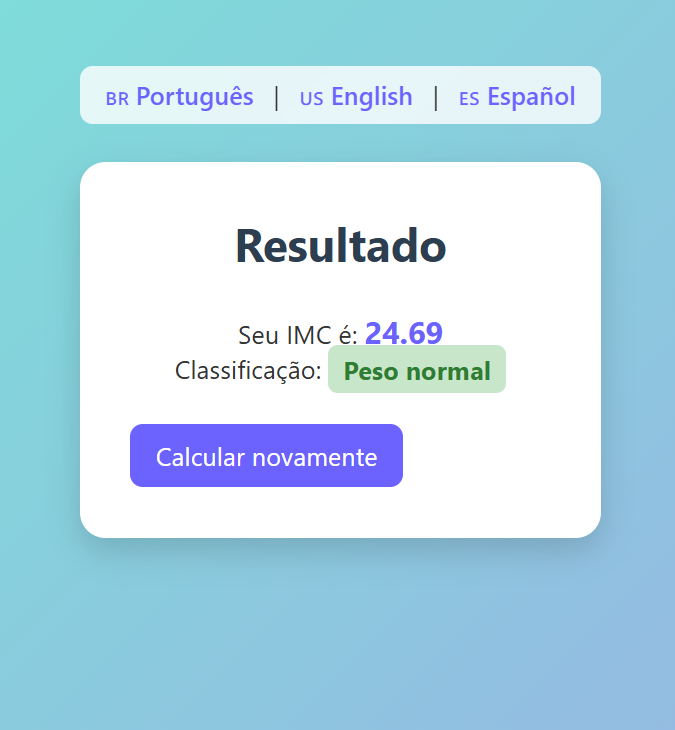 BR Português | US English | ES Español
Resultado
Seu IMC é: 24.69
Classificação: Peso normal
Calcular novamente